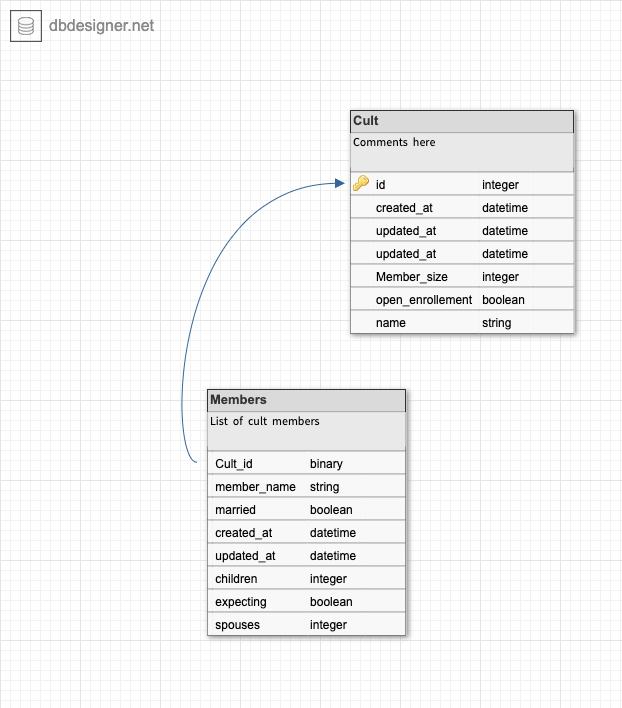 dbdesigner.net
Cult
Comments here
id integer
created_at datetime
updated_at datetime
updated_at datetime
Member_size integer
open_enrollement boolean
name string
Members
List of cult members
Cult_id binary
member_name string
married boolean
created_at datetime
updated_at datetime
children integer
expecting boolean
spouses integer